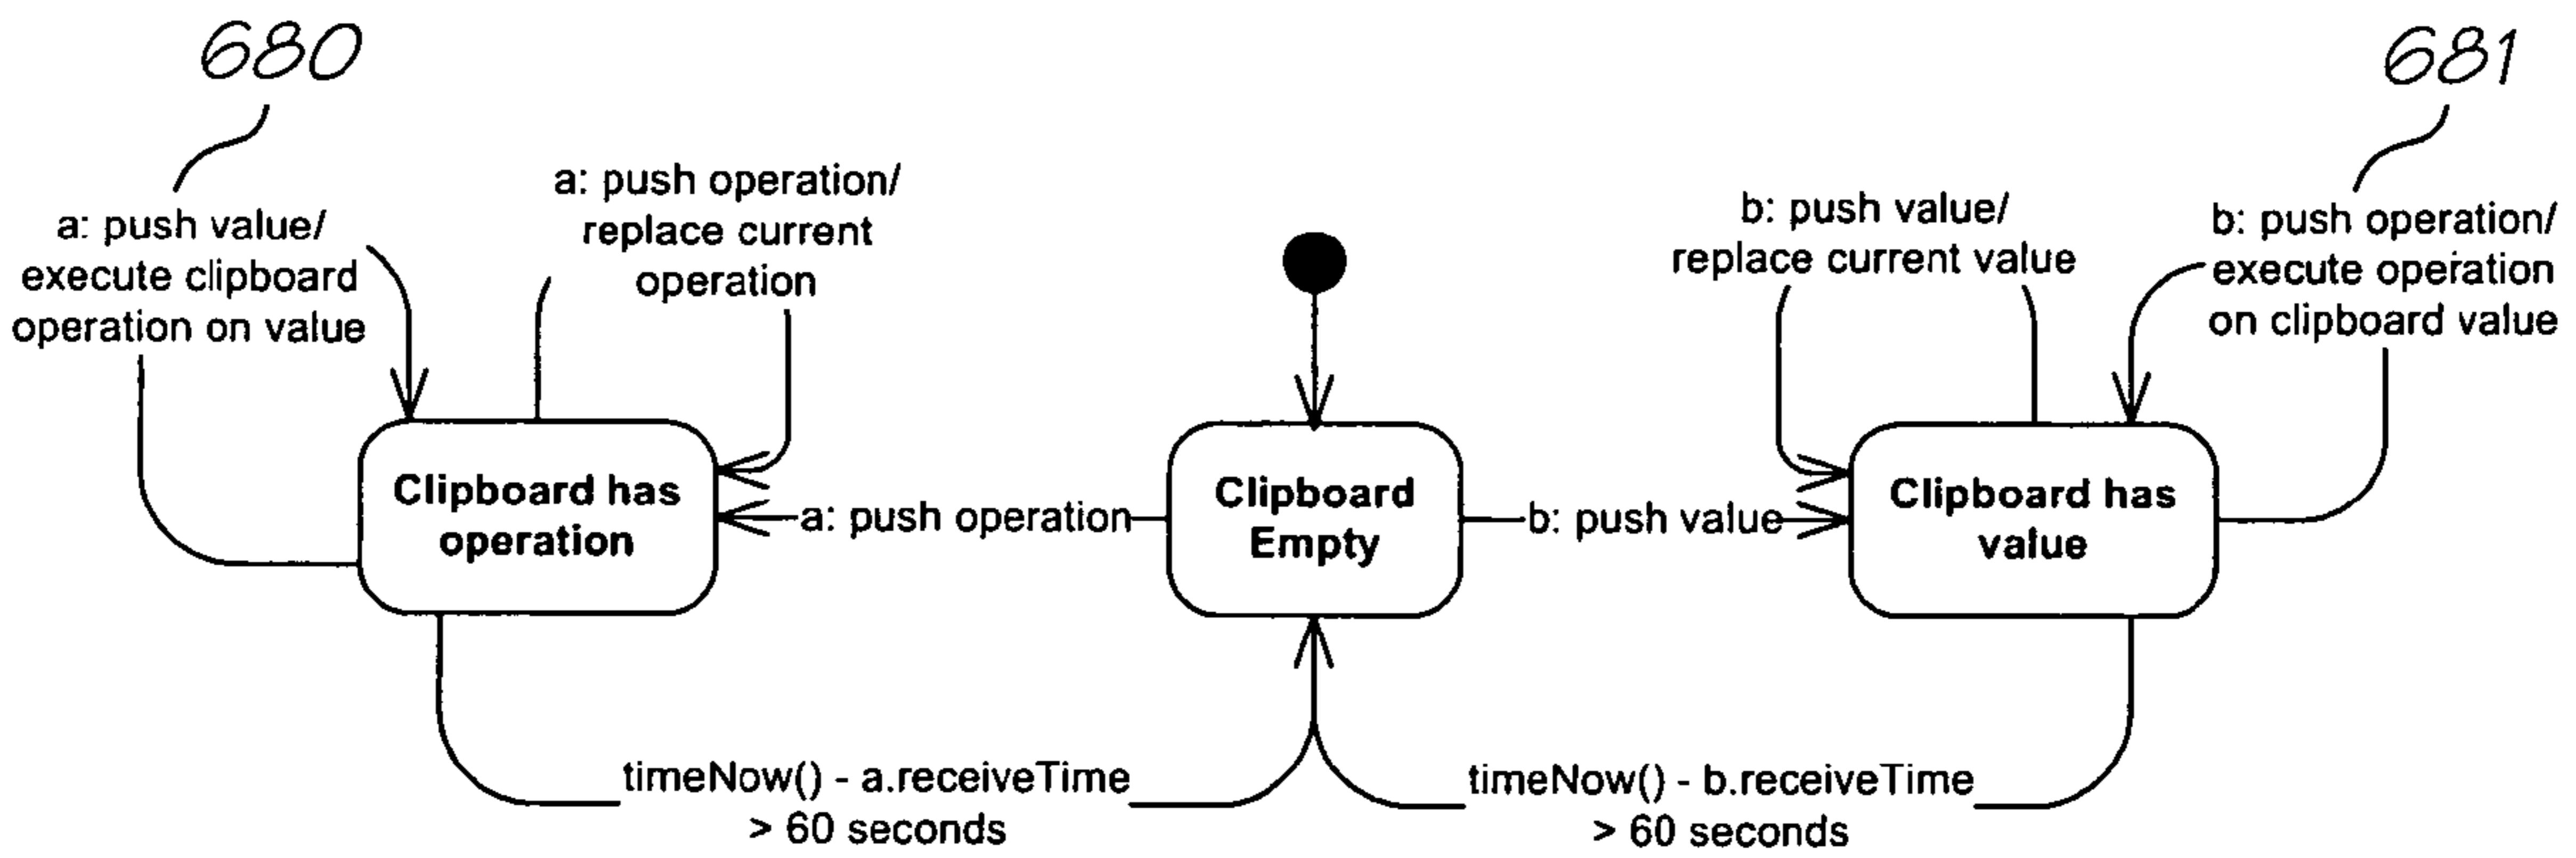 680
681
a: push value/
execute clipboard
operation on value
a: push operation/
replace current
operation
b: push value/
replace current value
b: push operation/
execute operation
on clipboard value
Clipboard has
operation
a: push operation
Clipboard
Empty
b: push value
Clipboard has
value
timeNow() - a.receiveTime
> 60 seconds
timeNow() - b.receiveTime
> 60 seconds